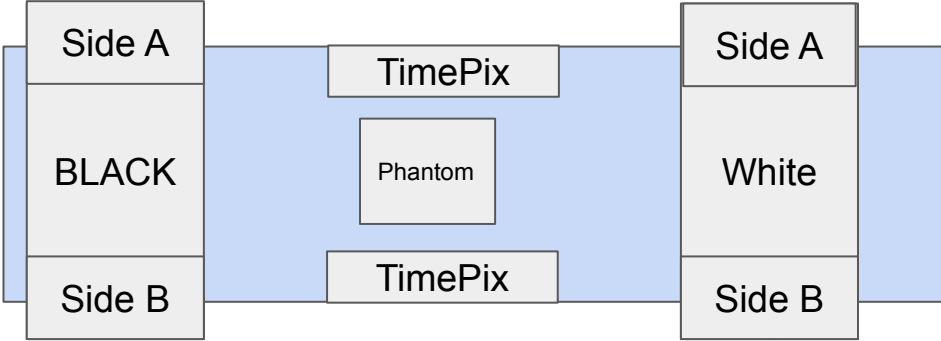 Side A
BLACK
Side B
TimePix
Phantom
TimePix
Side A
White
Side B